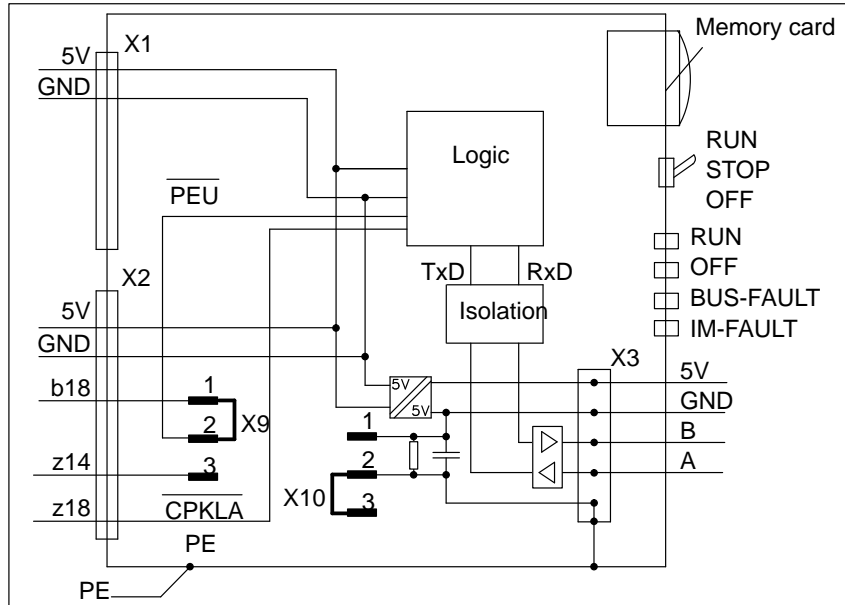 X1
5V
GND
Memory card
Logic
PEU
RUN
STOP
OFF
RUN
OFF
BUS-FAULT
IM-FAULT
X2
TxD
RxD
Isolation
5V
GND
b18
1
2
X9
z14
3
z18
CPKLA
5V
5V
1
2
X10
3
X3
5V
GND
B
A
PE
PE